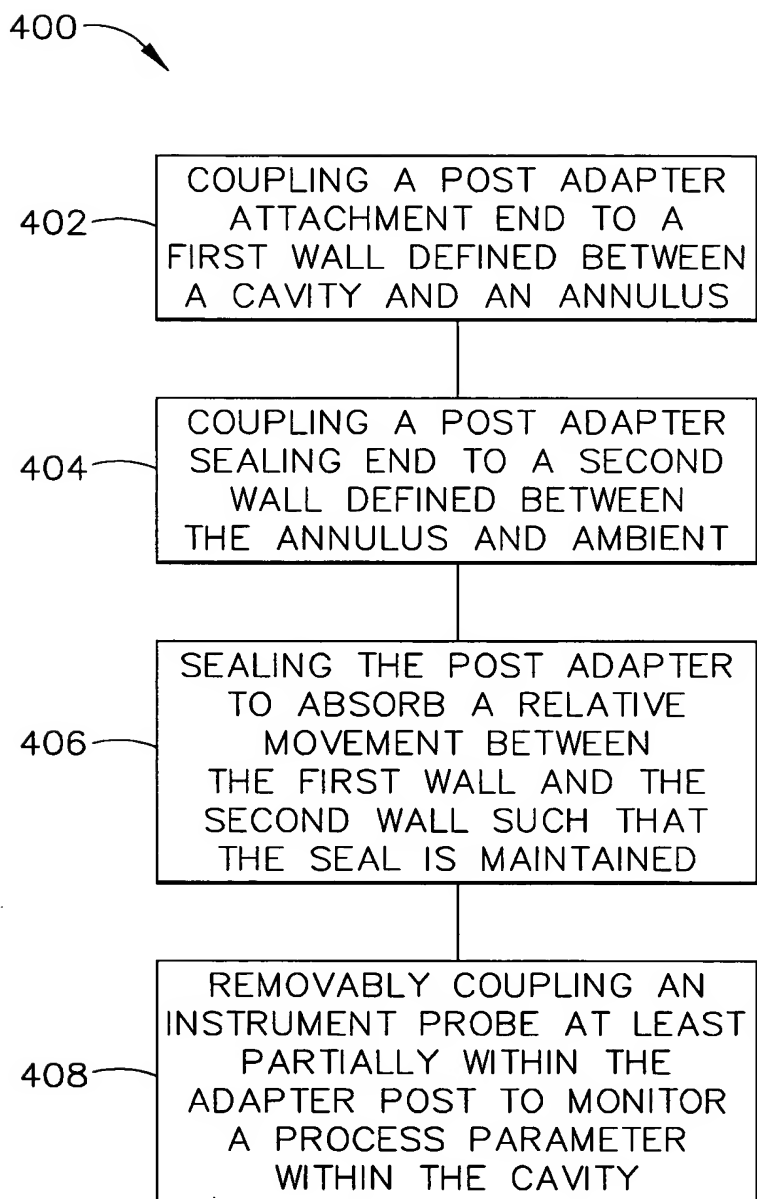 400
402
COUPLING A POST ADAPTER
ATTACHMENT END TO A
FIRST WALL DEFINED BETWEEN
A CAVITY AND AN ANNULUS
404
COUPLING A POST ADAPTER
SEALING END TO A SECOND
WALL DEFINED BETWEEN
THE ANNULUS AND AMBIENT
406
SEALING THE POST ADAPTER
TO ABSORB A RELATIVE
MOVEMENT BETWEEN
THE FIRST WALL AND THE
SECOND WALL SUCH THAT
THE SEAL IS MAINTAINED
408
REMOVABLY COUPLING AN
INSTRUMENT PROBE AT LEAST
PARTIALLY WITHIN THE
ADAPTER POST TO MONITOR
A PROCESS PARAMETER
WITHIN THE CAVITY